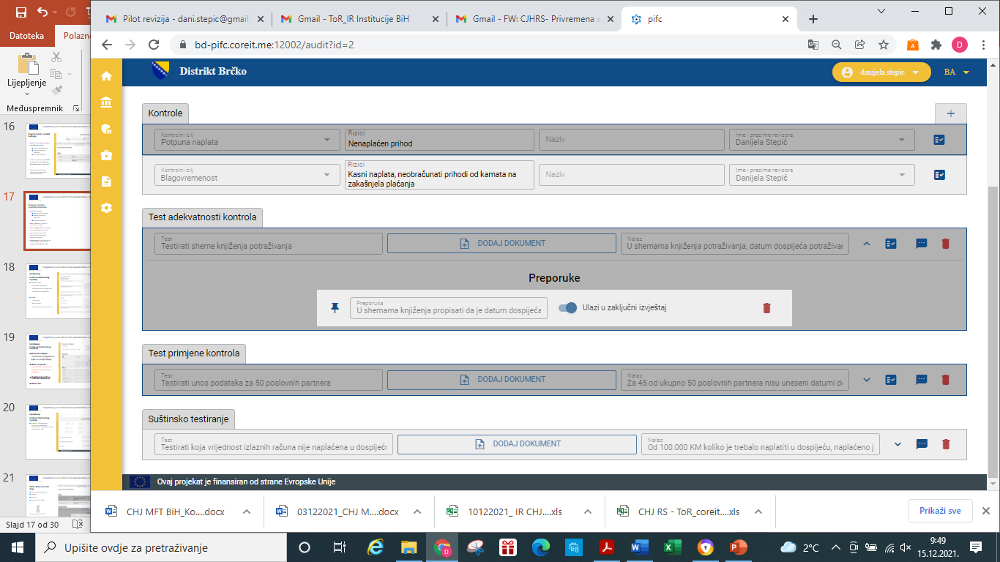 Pilot revizija - dani.stepic@gmail.
Gmail - ToR_IR Institucije BiH
Gmail - FW: CJHRS- Privremena s
pifc
bd-pifc.coreit.me:12002/audit?id=2
D
Datoteka
Polazno
Lijepljenje
Međuspremnik
16
17
18
19
20
21
Slajd 17 od 30
Distrikt Brčko
danijela.stepic
BA
Kontrole
Kontrolni cilj
Potpuna naplata
Rizici
Nenaplaćen prihod
Naziv
Ime i prezime revizora
Danijela Stepić
Kontrolni cilj
Blagovremenost
Rizici
Kasni naplata, neobračunati prihodi od kamata na
zakašnjela plaćanja
Naziv
Ime i prezime revizora
Danijela Stepić
Test adekvatnosti kontrola
Test
Testirati sheme knjiženja potraživanja
DODAJ DOKUMENT
Nalaz
U shemama knjiženja potraživanja, datum dospijeća potraživan
Preporuke
Preporuka
U shemama knjiženja propisati da je datum dospijeća
Ulazi u zaključni izvještaj
Test primjene kontrola
Test
Testirati unos podataka za 50 poslovnih partnera
DODAJ DOKUMENT
Nalaz
Za 45 od ukupno 50 poslovnih partnera nisu uneseni datumi do
Suštinsko testiranje
Test
Testirati koja vrijednost izlaznih računa nije naplaćena u dospijeću
DODAJ DOKUMENT
Nalaz
Od 100.000 KM koliko je trebalo naplatiti u dospijeću, naplaćeno j
Ovaj projekat je finansiran od strane Evropske Unije
CHJ MFT BiH_Ko....docx
03122021_CHJ M....docx
10122021_ IR CHJ....xls
CHJ RS - ToR_coreit....xls
Prikaži sve
Upišite ovdje za pretraživanje
2°C
9:49
15.12.2021.